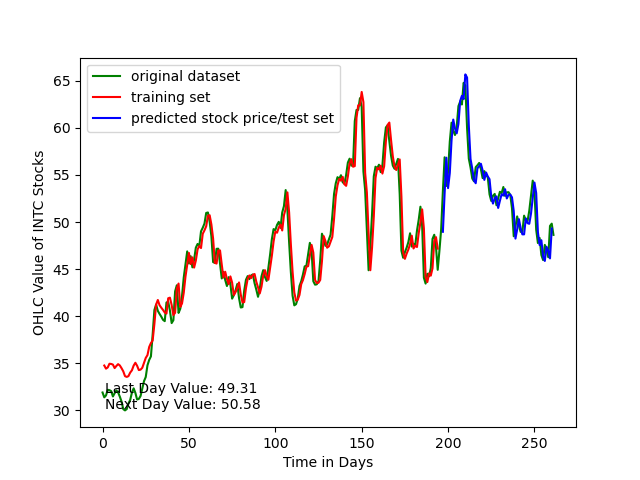 original dataset
training set
predicted stock price/test set
OHLC Value of INTC Stocks
65
60
55
50
45
40
35
30
Last Day Value: 49.31
Next Day Value: 50.58
0 50 100 150 200 250
Time in Days